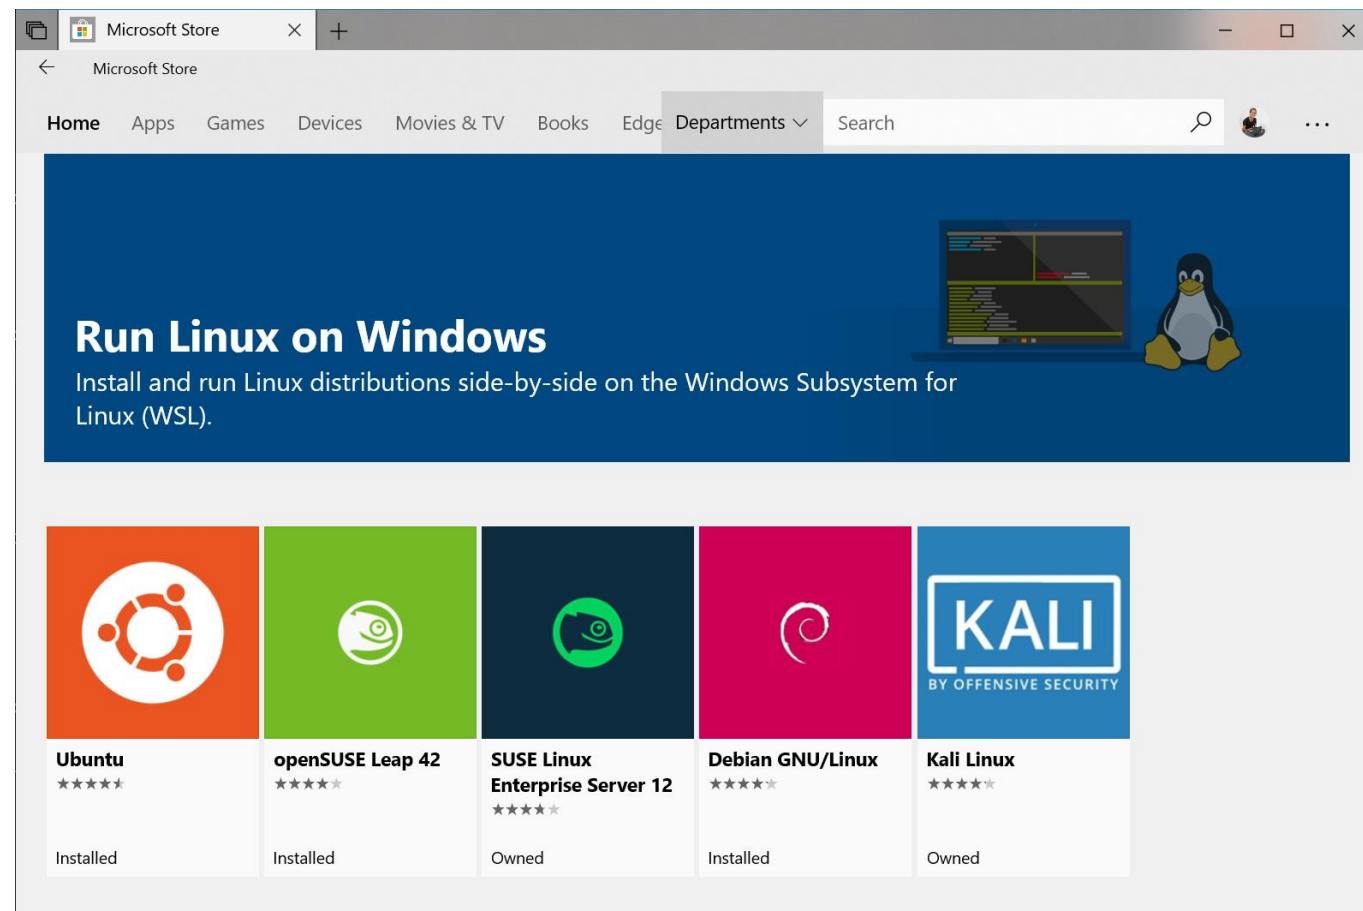 Microsoft Store
Microsoft Store
Home Apps Games Devices Movies & TV Books Edge Departments Search
Run Linux on Windows
Install and run Linux distributions side-by-side on the Windows Subsystem for
Linux (WSL).
KALI
BY OFFENSIVE SECURITY
Ubuntu
Installed
openSUSE Leap 42
Installed
SUSE Linux
Enterprise Server 12
Owned
Debian GNU/Linux
Installed
Kali Linux
Owned